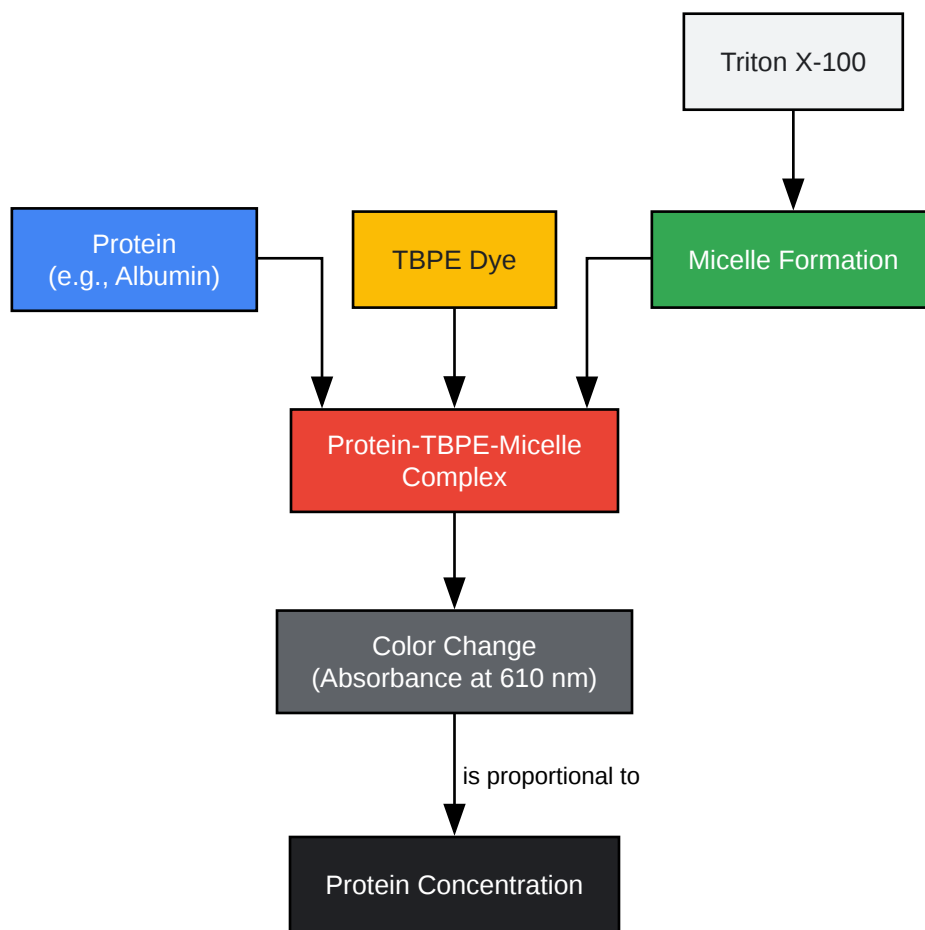 Triton X-100
Protein
(e.g., Albumin)
TBPE Dye
Micelle Formation
Protein-TBPE-Micelle
Complex
Color Change
(Absorbance at 610 nm)
is proportional to
Protein Concentration